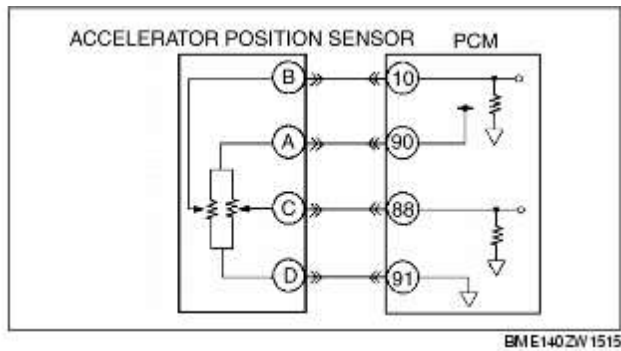 ACCELERATOR POSITION SENSOR PCM
B 10
A 90
C 88
D 91
BME140ZW1515